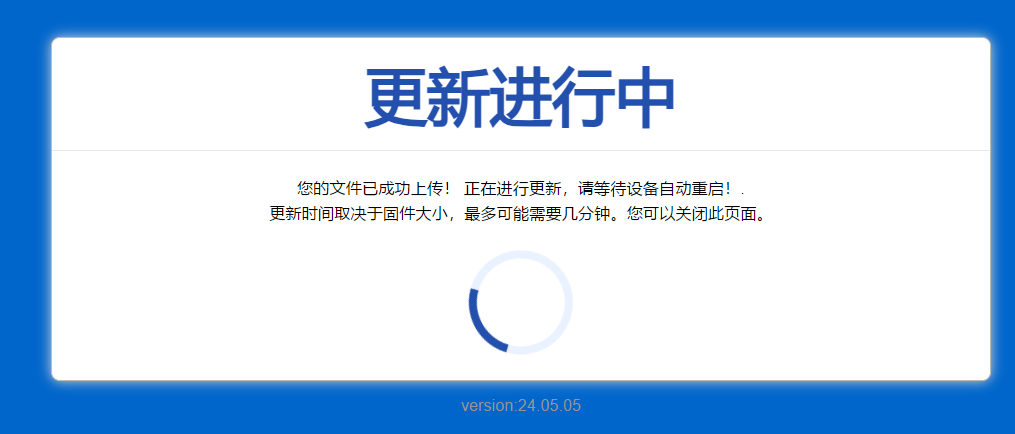 更新进行中
您的文件已成功上传！ 正在进行更新，请等待设备自动重启！.
更新时间取决于固件大小，最多可能需要几分钟。您可以关闭此页面。
version:24.05.05